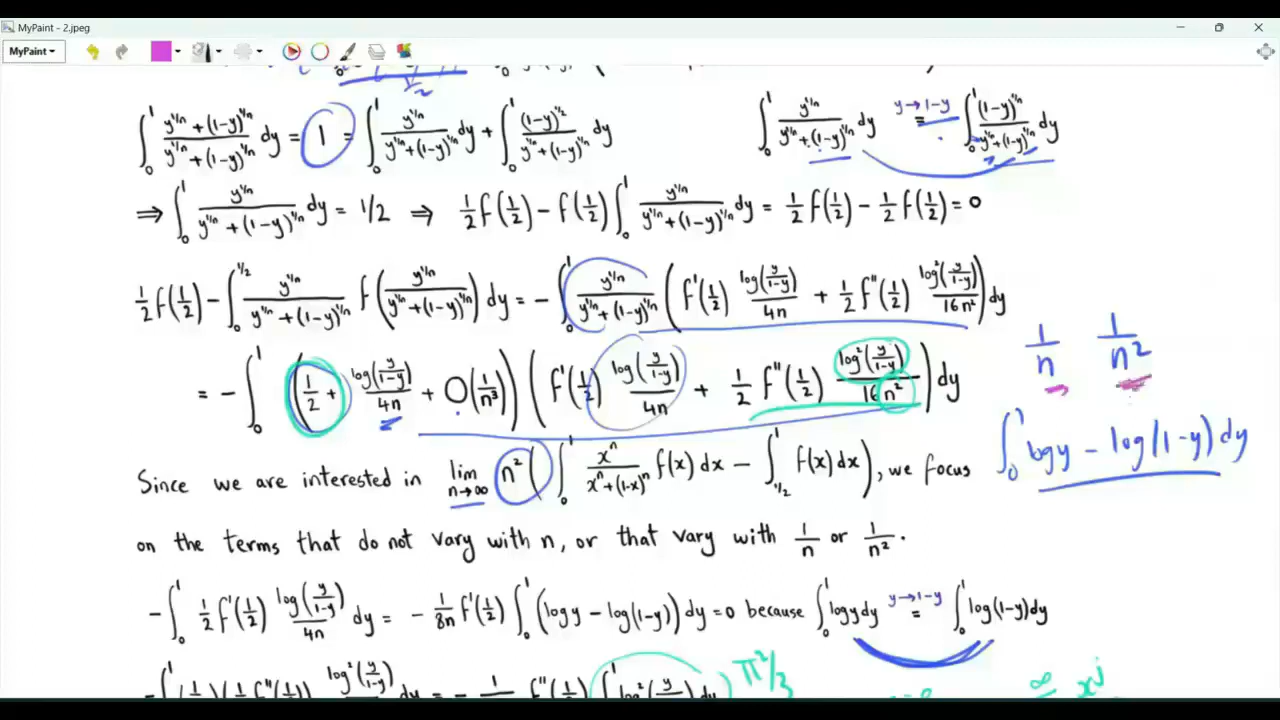 MyPaint - 2.jpeg
MyPaint
1/2
∫₀¹ (y^{1/n} + (1-y)^{1/n})/(y^{1/n} + (1-y)^{1/n}) dy = 1 = ∫₀¹ y^{1/n}/(y^{1/n} + (1-y)^{1/n}) dy + ∫₀¹ (1-y)^{1/2}/(y^{1/n} + (1-y)^{1/n}) dy ∫₀¹ y^{1/n}/(y^{1/n} + (1-y)^{1/n}) dy y→1-y = ∫₀¹ (1-y)^{1/n}/(y^{1/n} + (1-y)^{1/n}) dy
⇒ ∫₀¹ y^{1/n}/(y^{1/n} + (1-y)^{1/n}) dy = 1/2 ⇒ 1/2 f(1/2) - f(1/2) ∫₀¹ y^{1/n}/(y^{1/n} + (1-y)^{1/n}) dy = 1/2 f(1/2) - 1/2 f(1/2) = 0
1/2 f(1/2) - ∫₀^{1/2} y^{1/n}/(y^{1/n} + (1-y)^{1/n}) f(y^{1/n}/(y^{1/n} + (1-y)^{1/n})) dy = - ∫₀¹ y^{1/n}/(y^{1/n} + (1-y)^{1/n}) (f'(1/2) log(y/(1-y))/4n + 1/2 f''(1/2) log²(y/(1-y))/16n²) dy
1/n 1/n²
= - ∫₀¹ (1/2 + log(y/(1-y))/4n + O(1/n³)) (f'(1/2) log(y/(1-y))/4n + 1/2 f''(1/2) log²(y/(1-y))/16n²) dy
∫₀¹ log y - log(1-y) dy
Since we are interested in lim n→∞ n² (∫₀¹ xⁿ/(xⁿ + (1-x)ⁿ) f(x) dx - ∫_{1/2}¹ f(x) dx), we focus
on the terms that do not vary with n, or that vary with 1/n or 1/n².
- ∫₀¹ 1/2 f'(1/2) log(y/(1-y))/4n dy = - 1/8n f'(1/2) ∫₀¹ (log y - log(1-y)) dy = 0 because ∫₀¹ log y dy y→1-y = ∫₀¹ log(1-y) dy
π²/3
∞ x^j